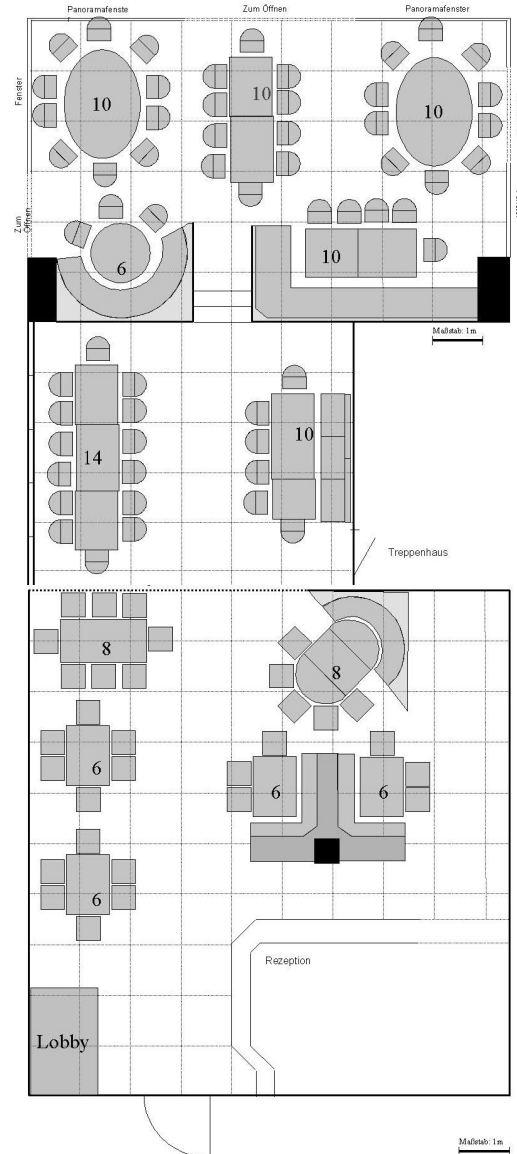 Panoramafenste
Zum Öffnen
Panoramafenster
Fenster
10
10
10
Zum
Öffnen
6
10
Maßstab: 1m
14
10
Treppenhaus
8
8
6
6
6
6
Rezeption
Lobby
Maßstab: 1m